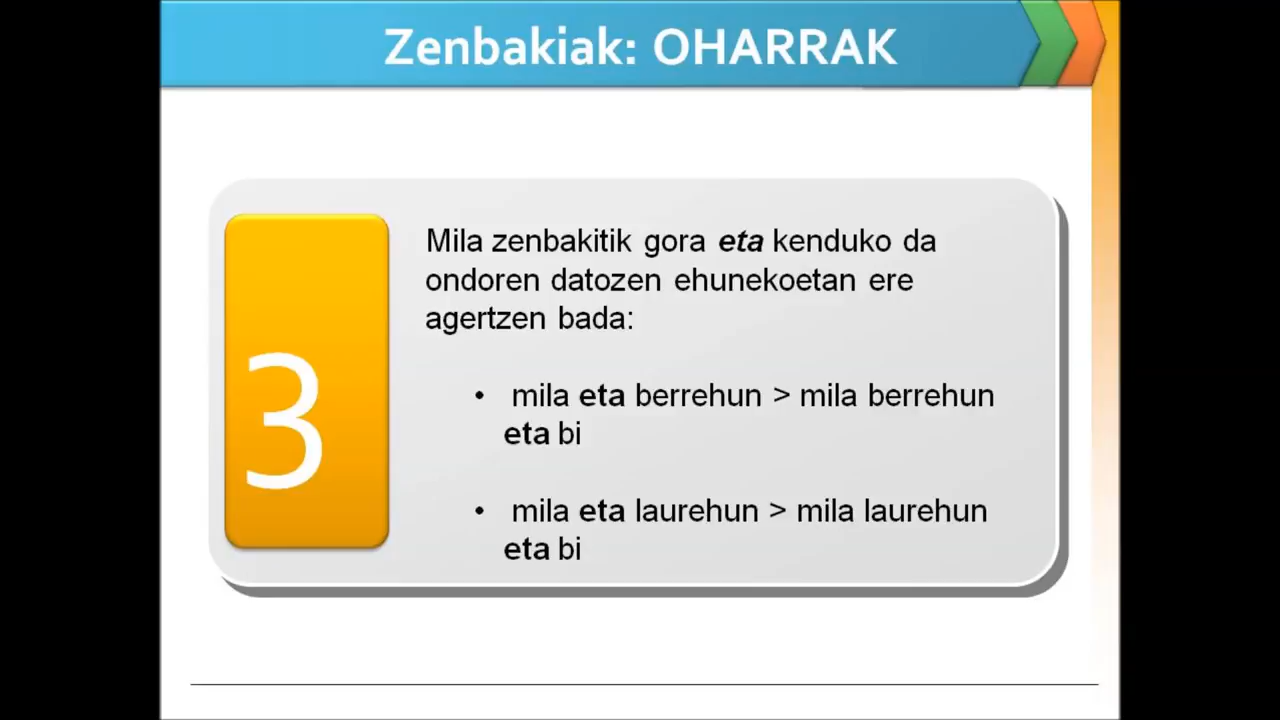 Zenbakiak: OHARRAK
3
Mila zenbakitik gora eta kenduko da
ondoren datozen ehunekoetan ere
agertzen bada:
• mila eta berrehun > mila berrehun
eta bi
• mila eta laurehun > mila laurehun
eta bi